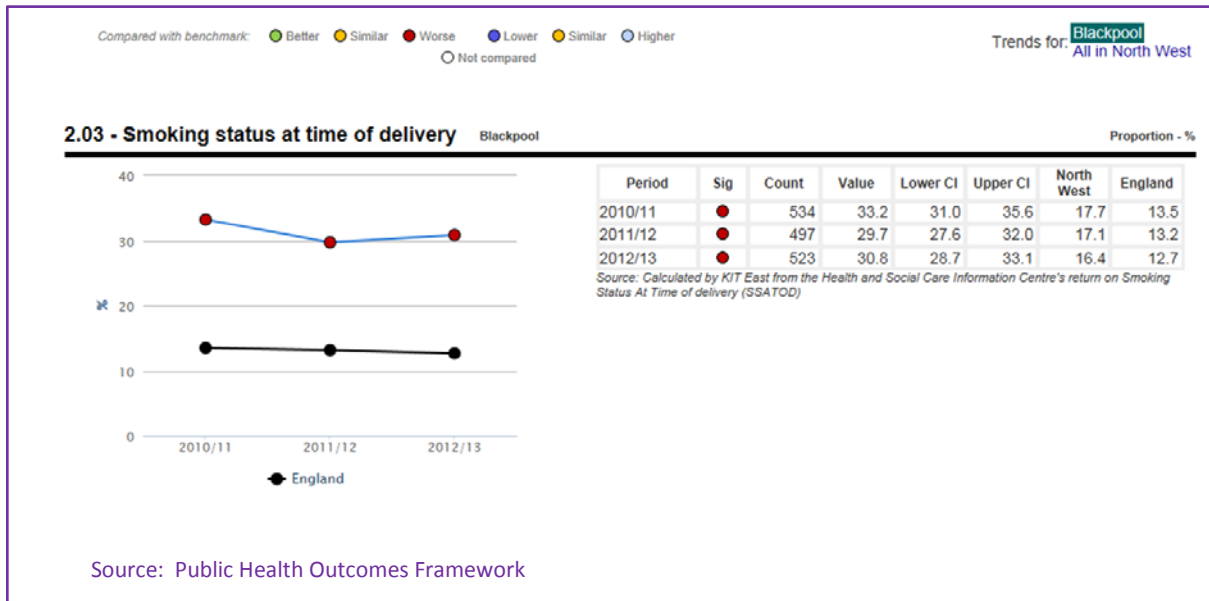 Compared with benchmark: Better Similar Worse Lower Similar Higher
Not compared
Trends for: Blackpool
All in North West
2.03 - Smoking status at time of delivery Blackpool Proportion - %
40
30
20
10
0
%
2010/11 2011/12 2012/13
England
Period Sig Count Value Lower CI Upper CI North West England
2010/11 534 33.2 31.0 35.6 17.7 13.5
2011/12 497 29.7 27.6 32.0 17.1 13.2
2012/13 523 30.8 28.7 33.1 16.4 12.7
Source: Calculated by KIT East from the Health and Social Care Information Centre's return on Smoking
Status At Time of delivery (SSATOD)
Source: Public Health Outcomes Framework